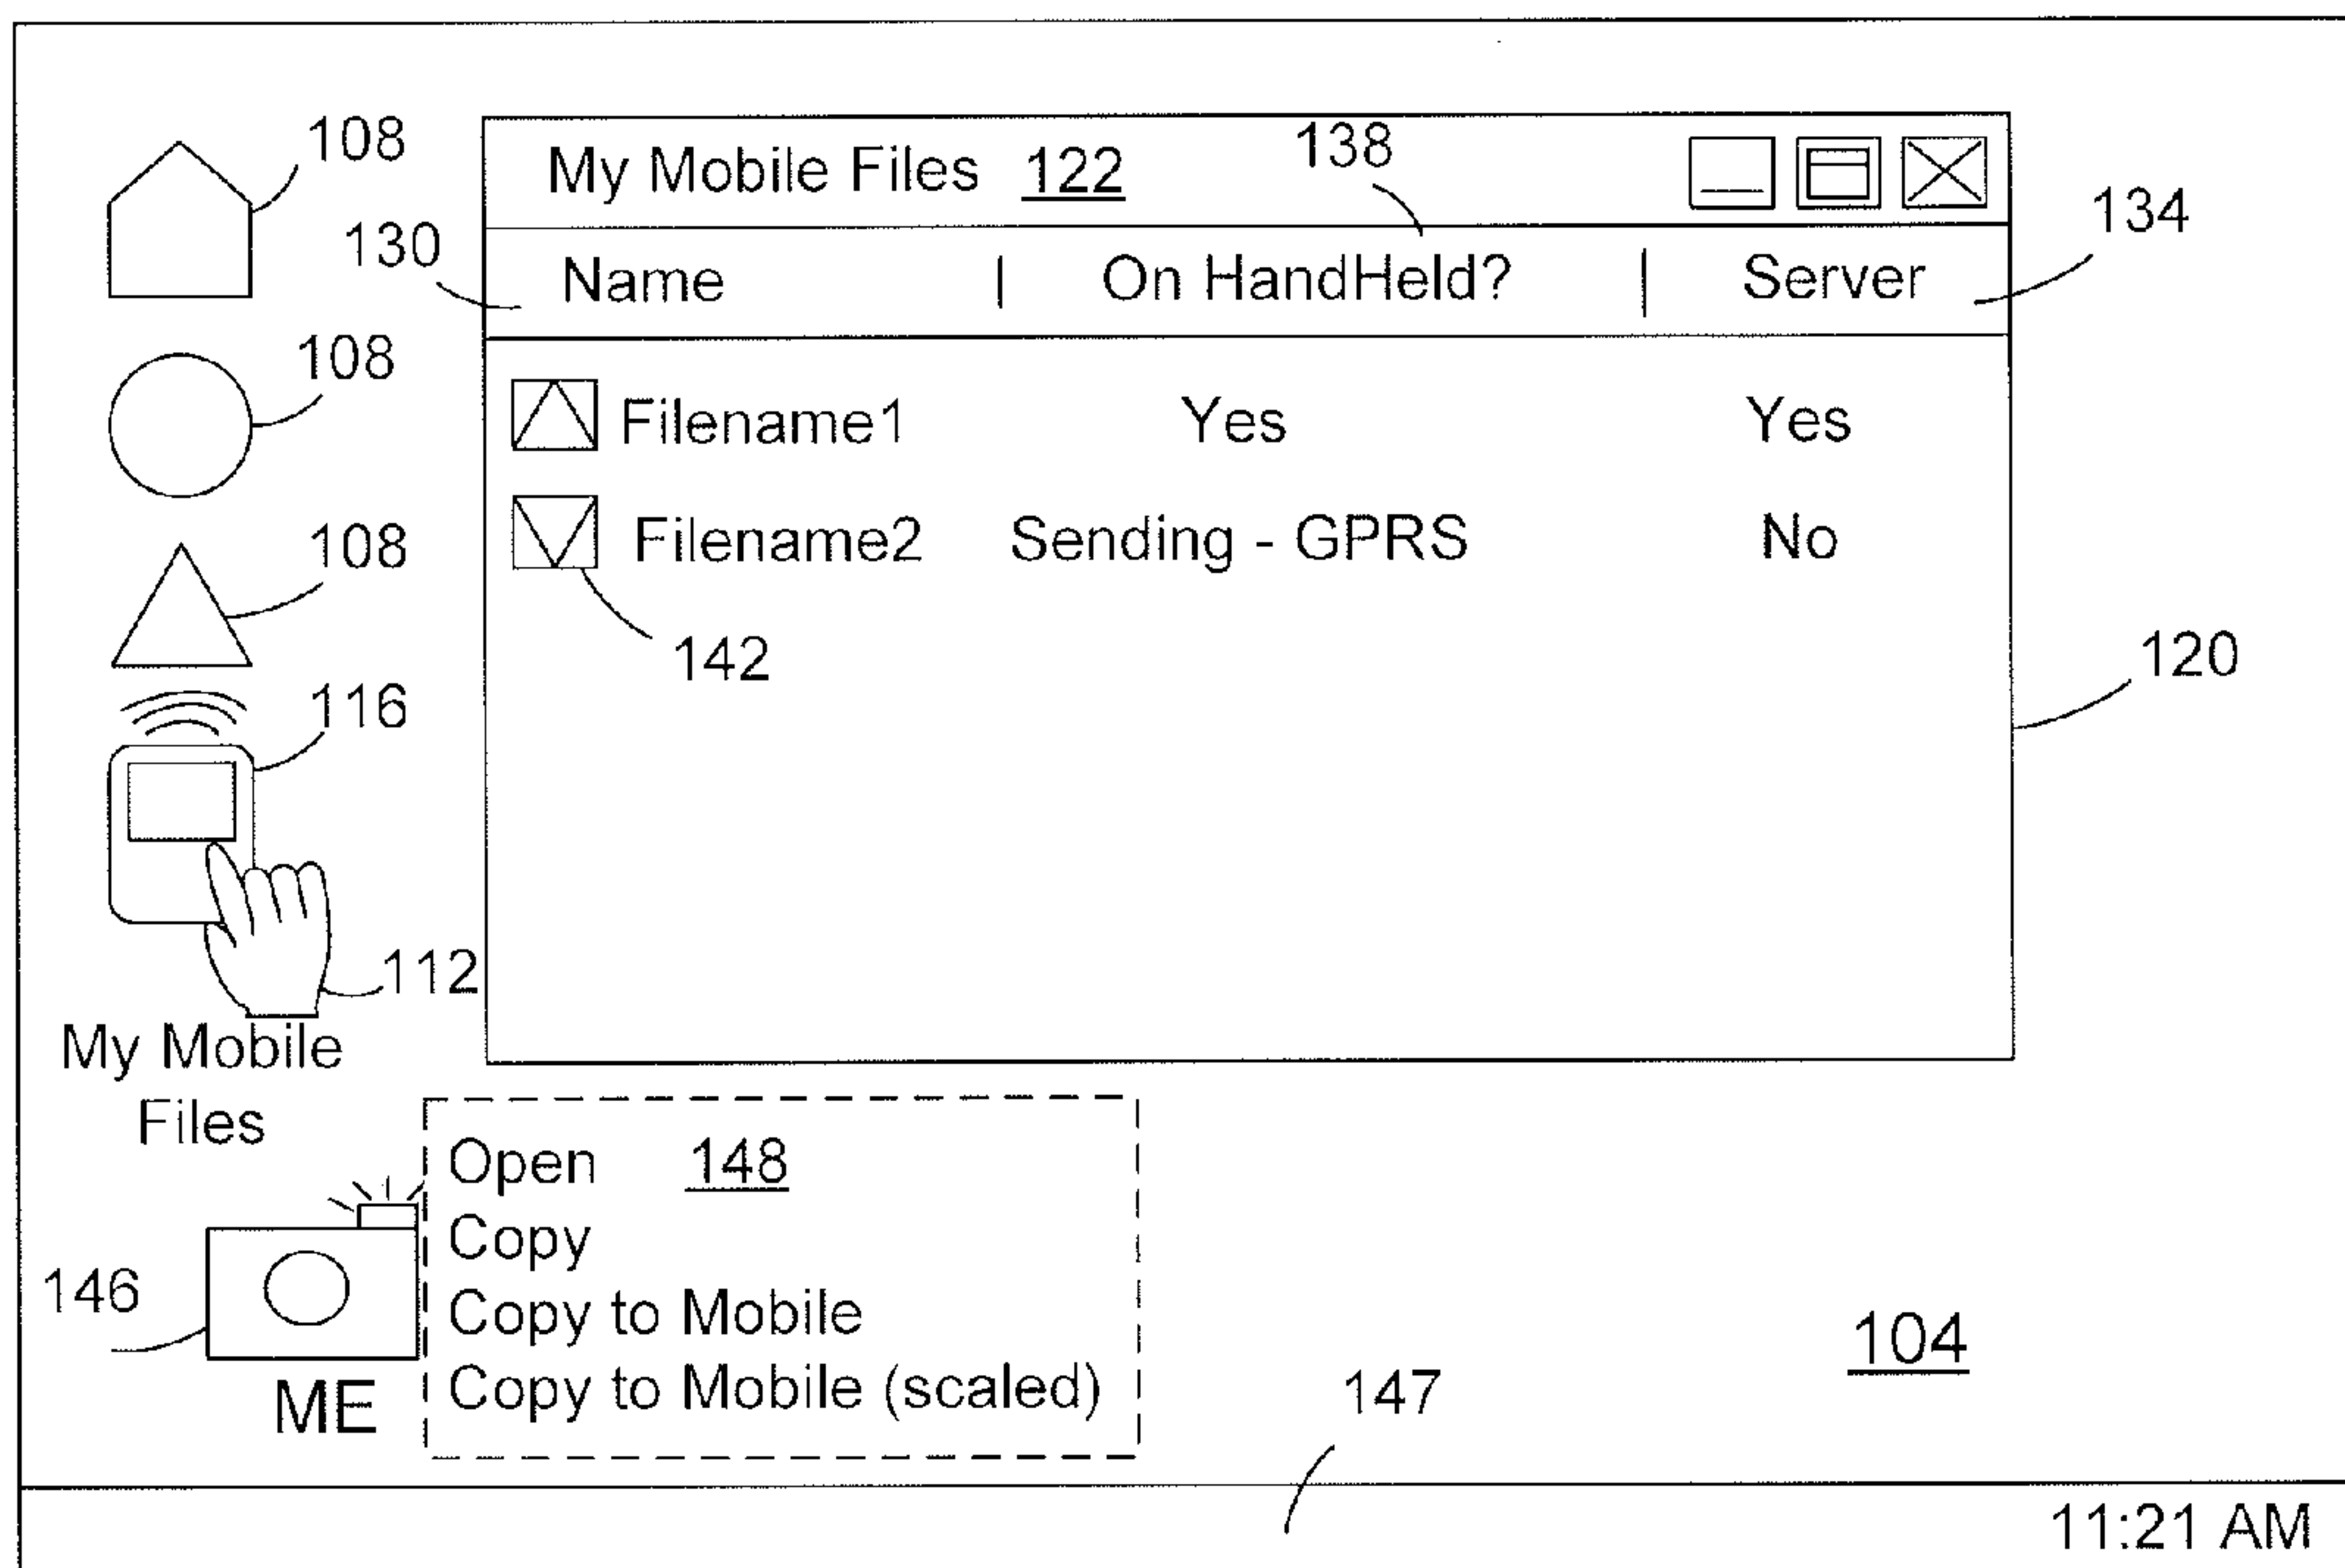 108
My Mobile Files 122
138
134
130
Name | On HandHeld? | Server
108
Filename1 Yes Yes
108
Filename2 Sending - GPRS No
142
120
116
112
My Mobile
Files
Open 148
Copy
146
Copy to Mobile
104
Copy to Mobile (scaled)
ME
147
11:21 AM